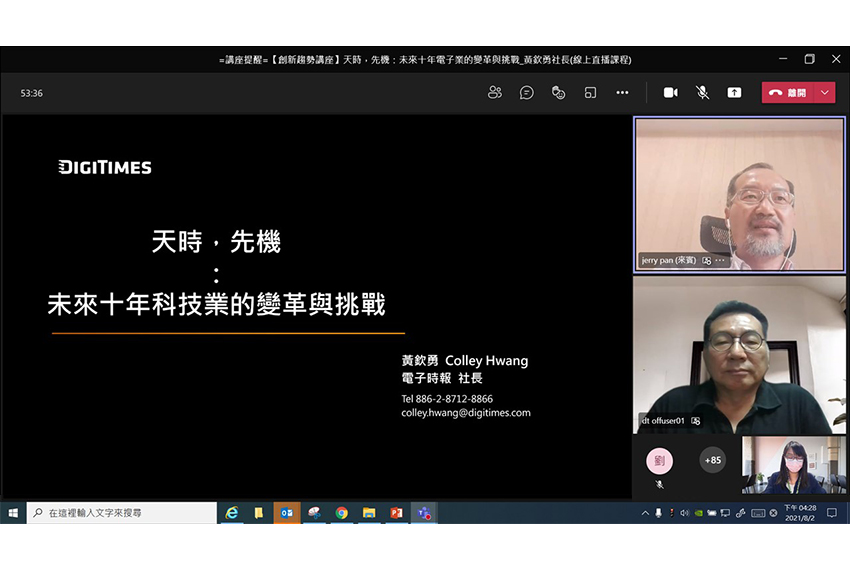 =講座提醒=【創新趨勢講座】天時，先機：未來十年電子業的變革與挑戰_黃欽勇社長(線上直播課程)
53:36
離開
DIGITIMES
天時，先機
：
未來十年科技業的變革與挑戰
黃欽勇 Colley Hwang
電子時報 社長
Tel 886-2-8712-8866
colley.hwang@digitimes.com
jerry pan (來賓)
dt offuser01
劉
+85
在這裡輸入文字來搜尋
下午 04:28
2021/8/2